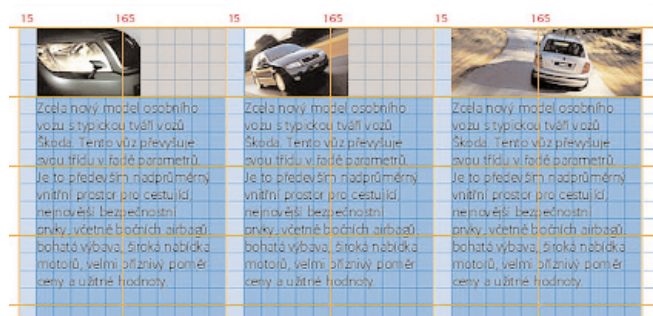 15 165 15 165 15 165
Zcela nový model osobního
vozu s typickou tváří vozů
Škoda. Tento vůz převyšuje
svou třídu v řadě parametrů.
Je to především nadprůměrný
vnitřní prostor pro cestující,
nejnovější bezpečnostní
prvky, včetně bočních airbagů,
bohatá výbava, široká nabídka
motorů, velmi příznivý poměr
ceny a užitné hodnoty.
Zcela nový model osobního
vozu s typickou tváří vozů
Škoda. Tento vůz převyšuje
svou třídu v řadě parametrů.
Je to především nadprůměrný
vnitřní prostor pro cestující,
nejnovější bezpečnostní
prvky, včetně bočních airbagů,
bohatá výbava, široká nabídka
motorů, velmi příznivý poměr
ceny a užitné hodnoty.
Zcela nový model osobního
vozu s typickou tváří vozů
Škoda. Tento vůz převyšuje
svou třídu v řadě parametrů.
Je to především nadprůměrný
vnitřní prostor pro cestující,
nejnovější bezpečnostní
prvky, včetně bočních airbagů,
bohatá výbava, široká nabídka
motorů, velmi příznivý poměr
ceny a užitné hodnoty.